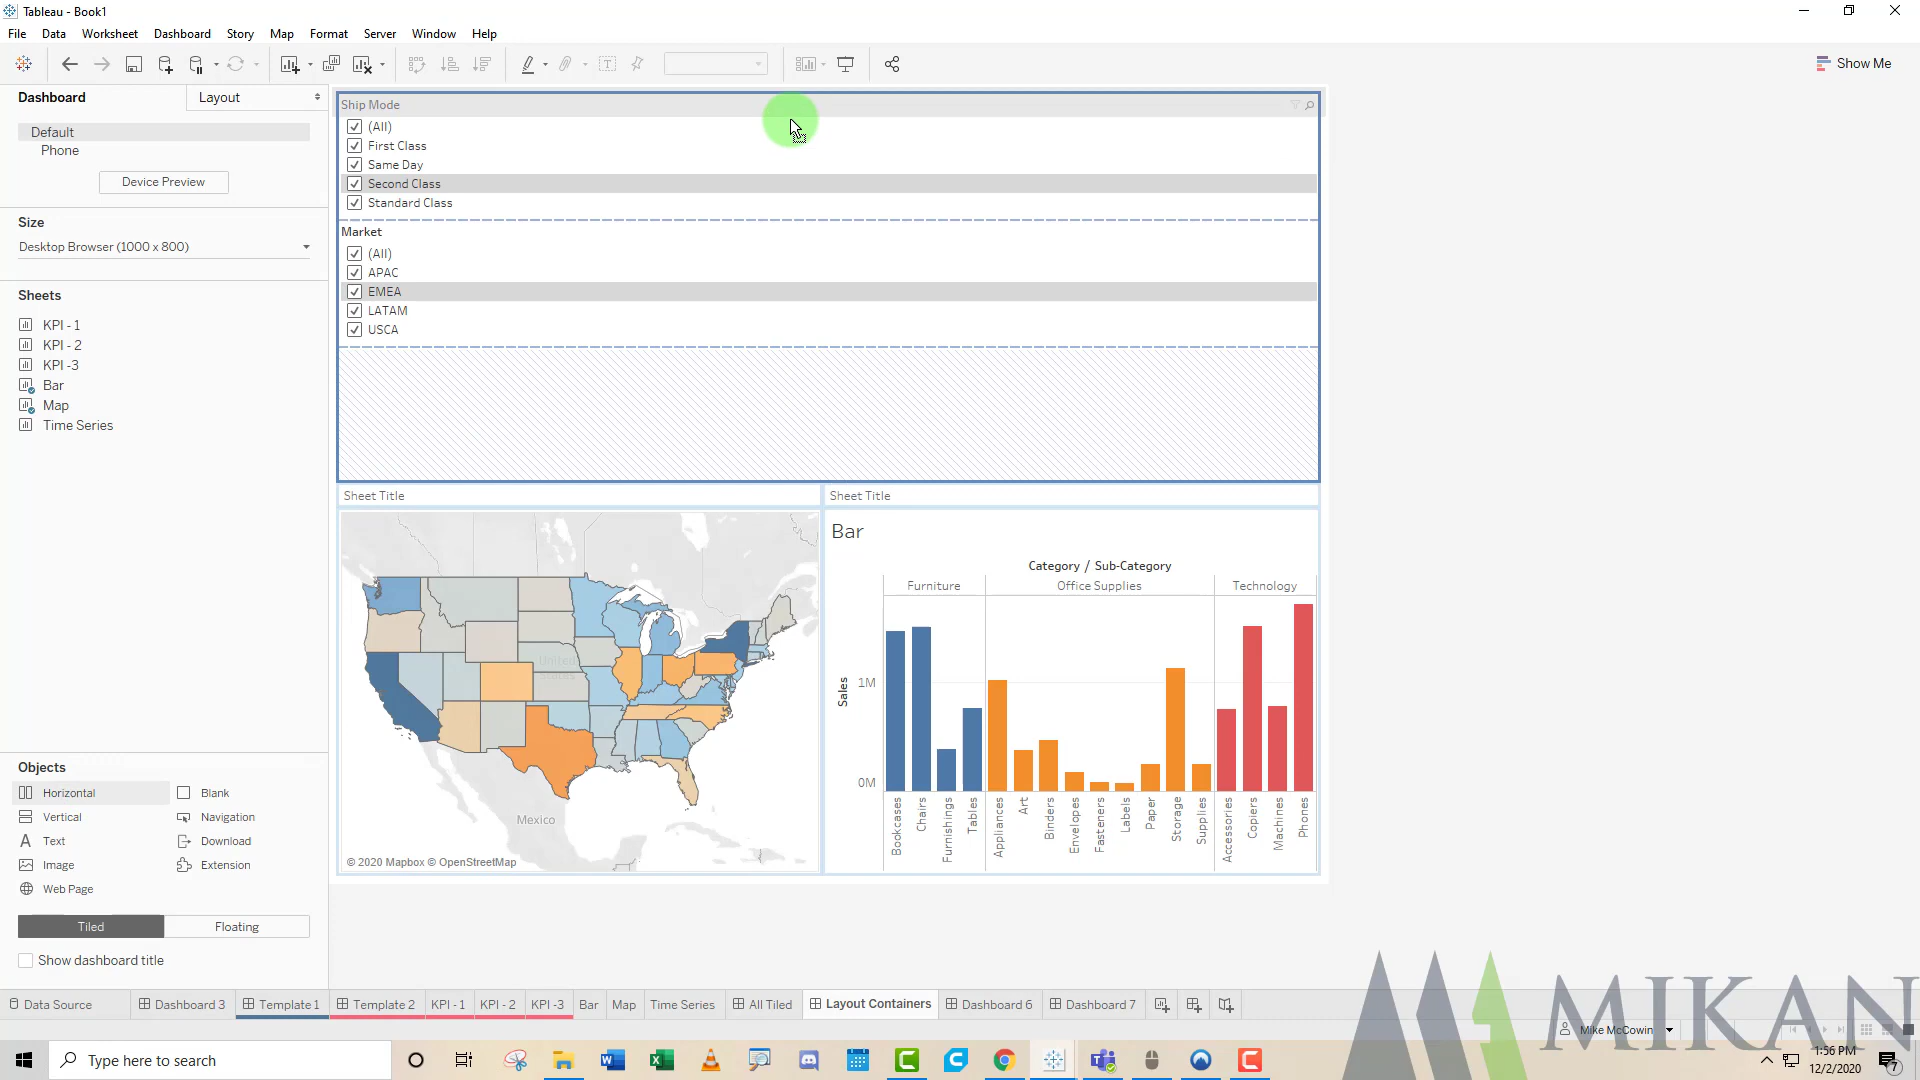 Tableau - Book1
File Data Worksheet Dashboard Story Map Format Server Window Help
Show Me
Dashboard Layout
Default
Phone
Device Preview
Size
Desktop Browser (1000 x 800)
Sheets
KPI - 1
KPI - 2
KPI -3
Bar
Map
Time Series
Objects
Horizontal Blank
Vertical Navigation
Text Download
Image Extension
Web Page
Tiled Floating
Show dashboard title
Ship Mode
(All)
First Class
Same Day
Second Class
Standard Class
Market
(All)
APAC
EMEA
LATAM
USCA
Sheet Title
United States
Mexico
© 2020 Mapbox © OpenStreetMap
Sheet Title
Bar
Category / Sub-Category
Furniture Office Supplies Technology
Sales
1M
0M
Bookcases Chairs Furnishings Tables Appliances Art Binders Envelopes Fasteners Labels Paper Storage Supplies Accessories Copiers Machines Phones
Data Source Dashboard 3 Template 1 Template 2 KPI - 1 KPI - 2 KPI -3 Bar Map Time Series All Tiled Layout Containers Dashboard 6 Dashboard 7
MIKAN
Mike McCowin
Type here to search
1:56 PM
12/2/2020
7